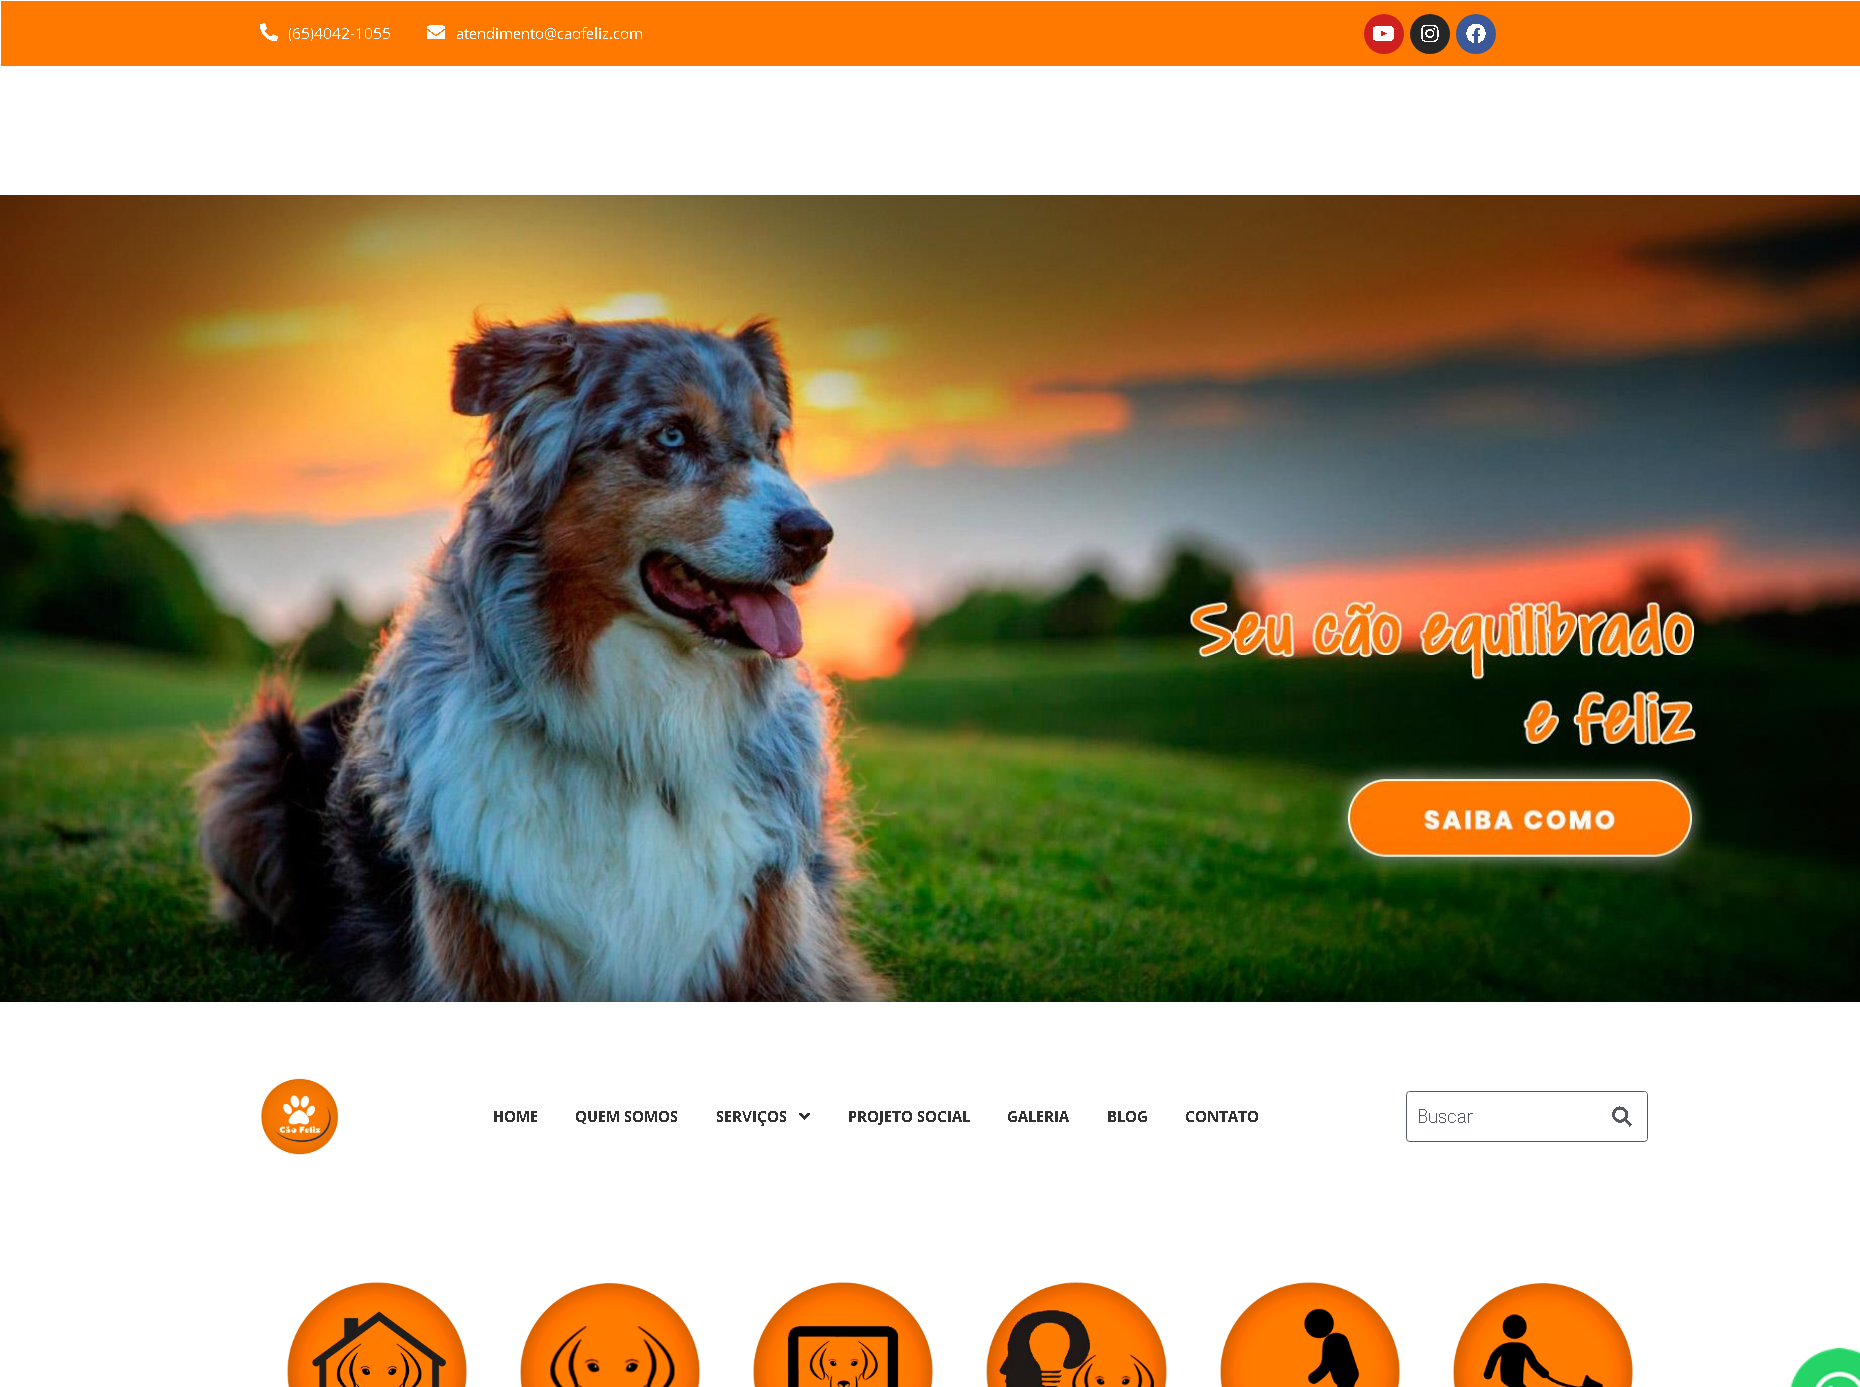 (65)4042-1055
atendimento@caofeliz.com
Seu cão equilibrado
e feliz
SAIBA COMO
Cão Feliz
HOME
QUEM SOMOS
SERVIÇOS
PROJETO SOCIAL
GALERIA
BLOG
CONTATO
Buscar